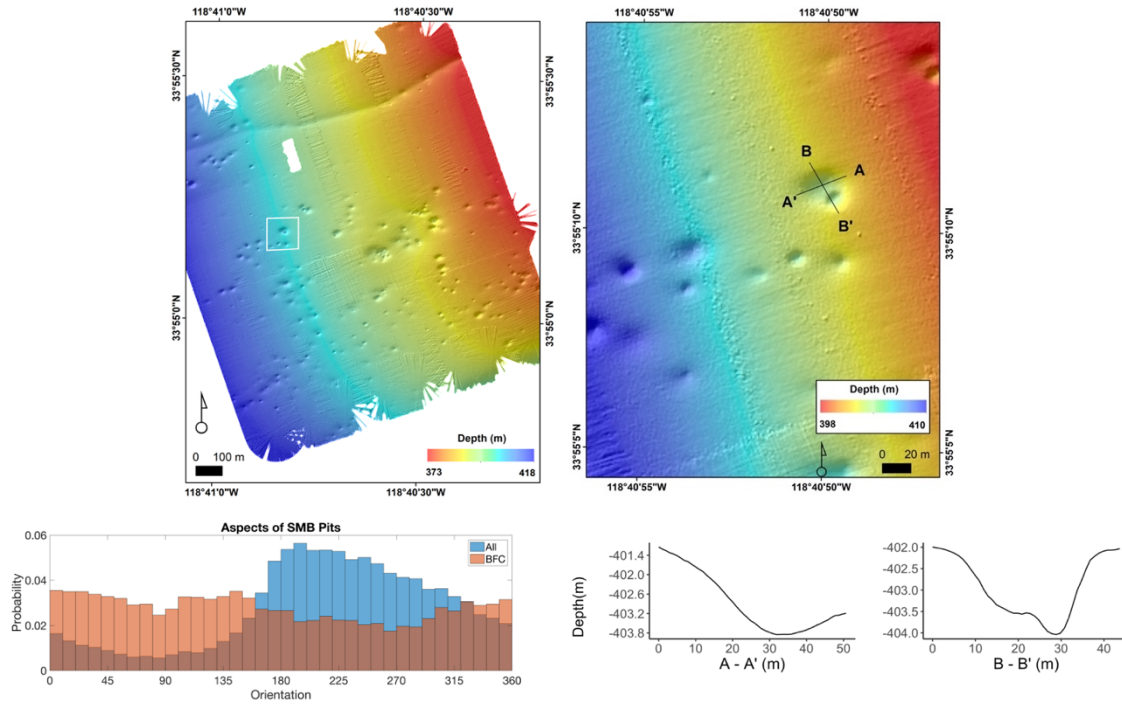 118°41'0"W
118°40'30"W
33°55'30"N
33°55'30"N
33°55'0"N
33°55'0"N
Depth (m)
373
418
0 100 m
118°41'0"W
118°40'30"W
118°40'55"W
118°40'50"W
B
A
A'
B'
33°55'10"N
33°55'10"N
Depth (m)
398
410
33°55'5"N
33°55'5"N
0 20 m
118°40'55"W
118°40'50"W
Aspects of SMB Pits
Probability
0.06
0.04
0.02
0
All
BFC
0 45 90 135 180 225 270 315 360
Orientation
Depth(m)
-401.4
-402.0
-402.6
-403.2
-403.8
0 10 20 30 40 50
A - A' (m)
-402.0
-402.5
-403.0
-403.5
-404.0
0 10 20 30 40
B - B' (m)